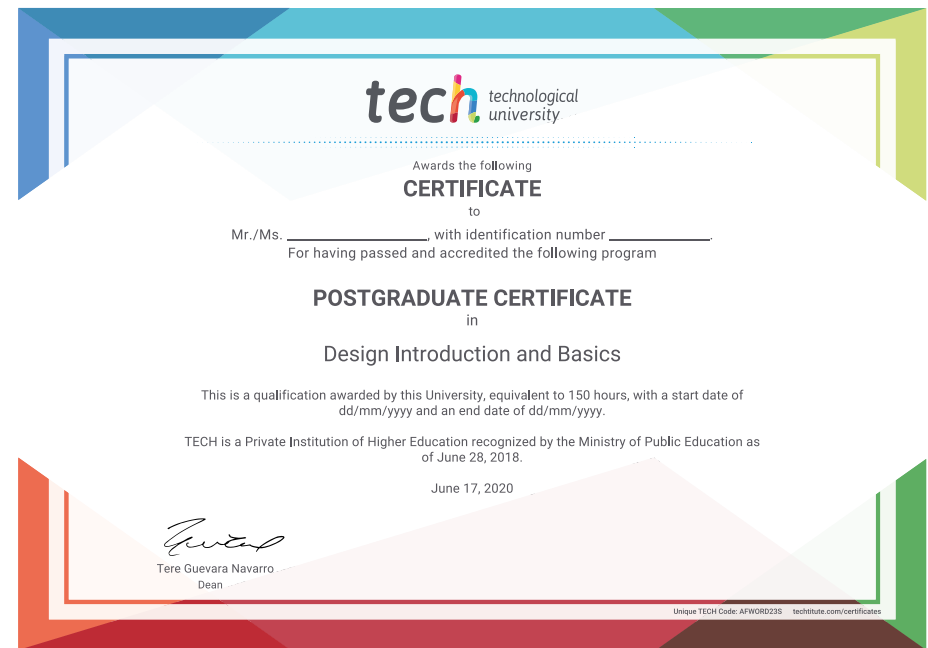 tech technological
university
Awards the following
CERTIFICATE
to
Mr./Ms. ____________________, with identification number ______________.
For having passed and accredited the following program
POSTGRADUATE CERTIFICATE
in
Design Introduction and Basics
This is a qualification awarded by this University, equivalent to 150 hours, with a start date of
dd/mm/yyyy and an end date of dd/mm/yyyy.
TECH is a Private Institution of Higher Education recognized by the Ministry of Public Education as
of June 28, 2018.
June 17, 2020
Tere Guevara Navarro
Dean
Unique TECH Code: AFWORD23S techtitute.com/certificates